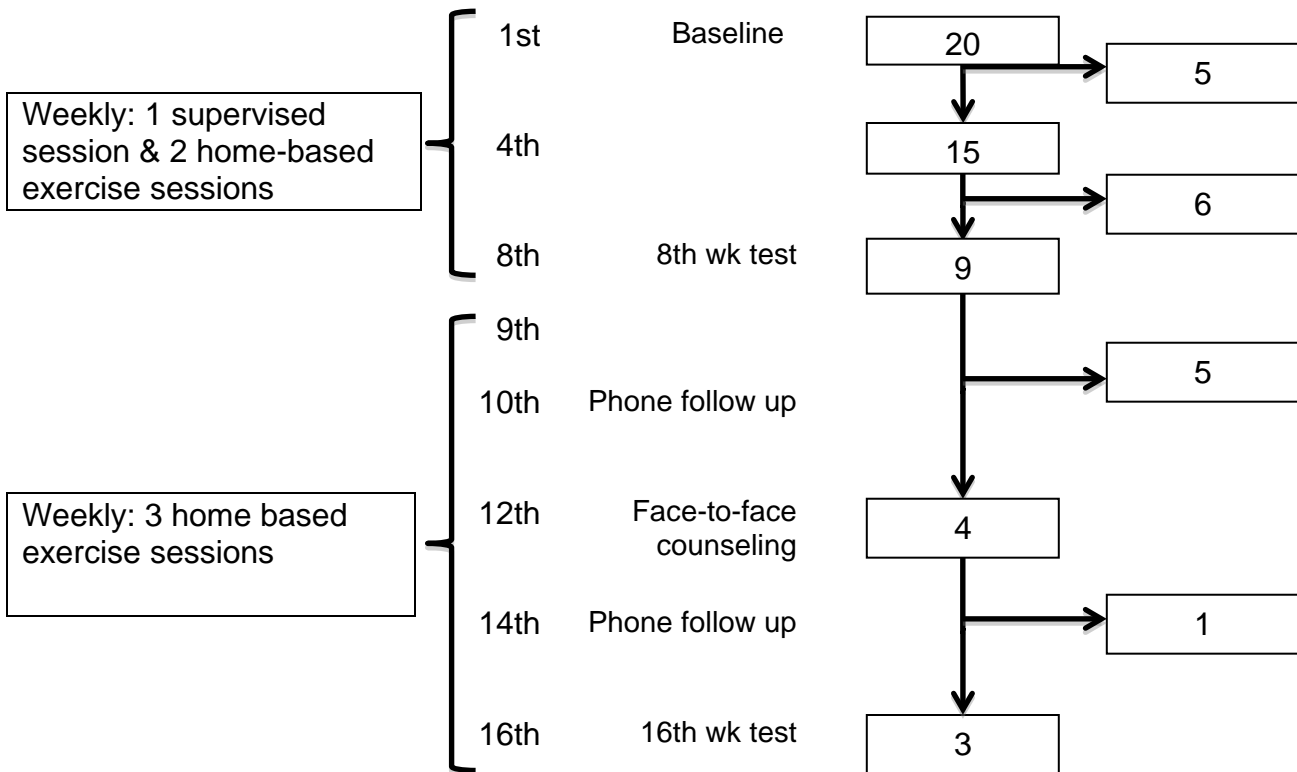 1st Baseline 20
5
Weekly: 1 supervised
session & 2 home-based
exercise sessions
4th 15
6
8th 8th wk test 9
9th
5
10th Phone follow up
Weekly: 3 home based
exercise sessions
12th Face-to-face
counseling
4
14th Phone follow up 1
16th 16th wk test 3